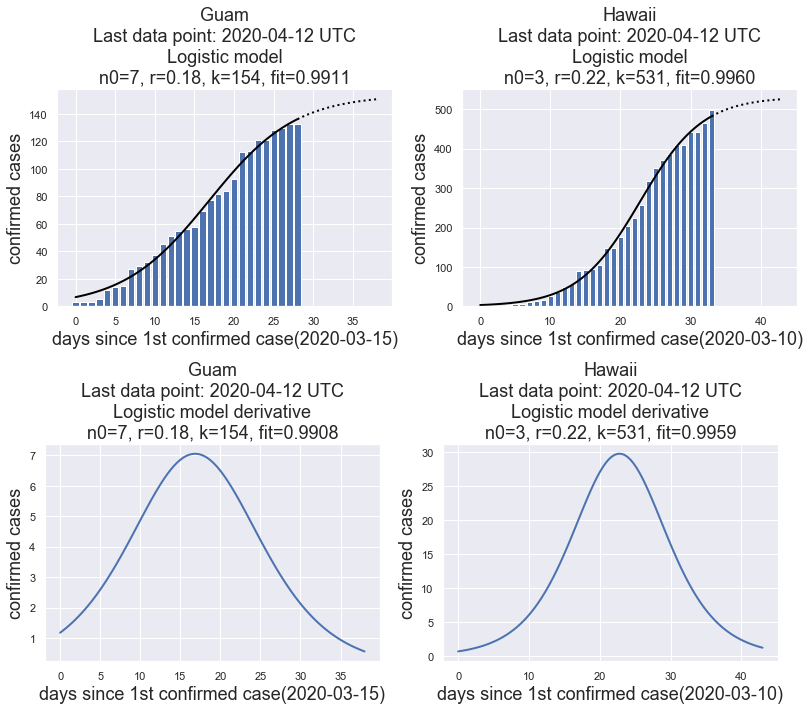 Guam
Last data point: 2020-04-12 UTC
Logistic model
n0=7, r=0.18, k=154, fit=0.9911
confirmed cases
140
120
100
80
60
40
20
0
0 5 10 15 20 25 30 35
days since 1st confirmed case(2020-03-15)
Hawaii
Last data point: 2020-04-12 UTC
Logistic model
n0=3, r=0.22, k=531, fit=0.9960
confirmed cases
500
400
300
200
100
0
0 10 20 30 40
days since 1st confirmed case(2020-03-10)
Guam
Last data point: 2020-04-12 UTC
Logistic model derivative
n0=7, r=0.18, k=154, fit=0.9908
confirmed cases
7
6
5
4
3
2
1
0 5 10 15 20 25 30 35
days since 1st confirmed case(2020-03-15)
Hawaii
Last data point: 2020-04-12 UTC
Logistic model derivative
n0=3, r=0.22, k=531, fit=0.9959
confirmed cases
30
25
20
15
10
5
0
0 10 20 30 40
days since 1st confirmed case(2020-03-10)